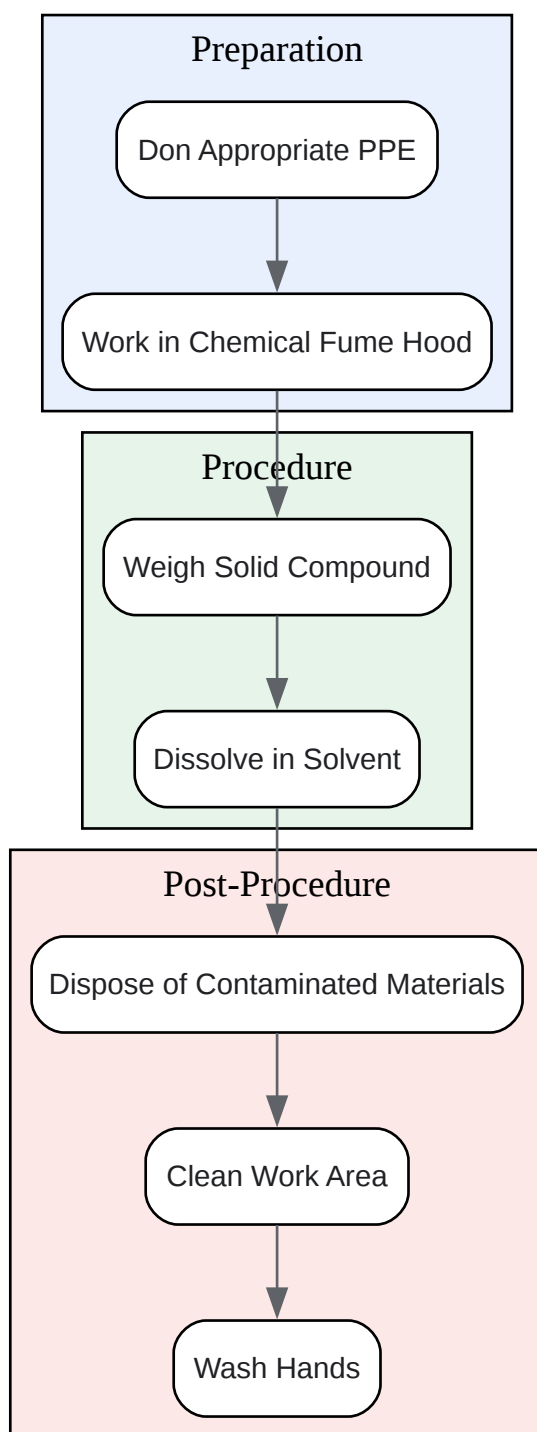 Preparation
Don Appropriate PPE
Work in Chemical Fume Hood
Procedure
Weigh Solid Compound
Dissolve in Solvent
Post-Procedure
Dispose of Contaminated Materials
Clean Work Area
Wash Hands